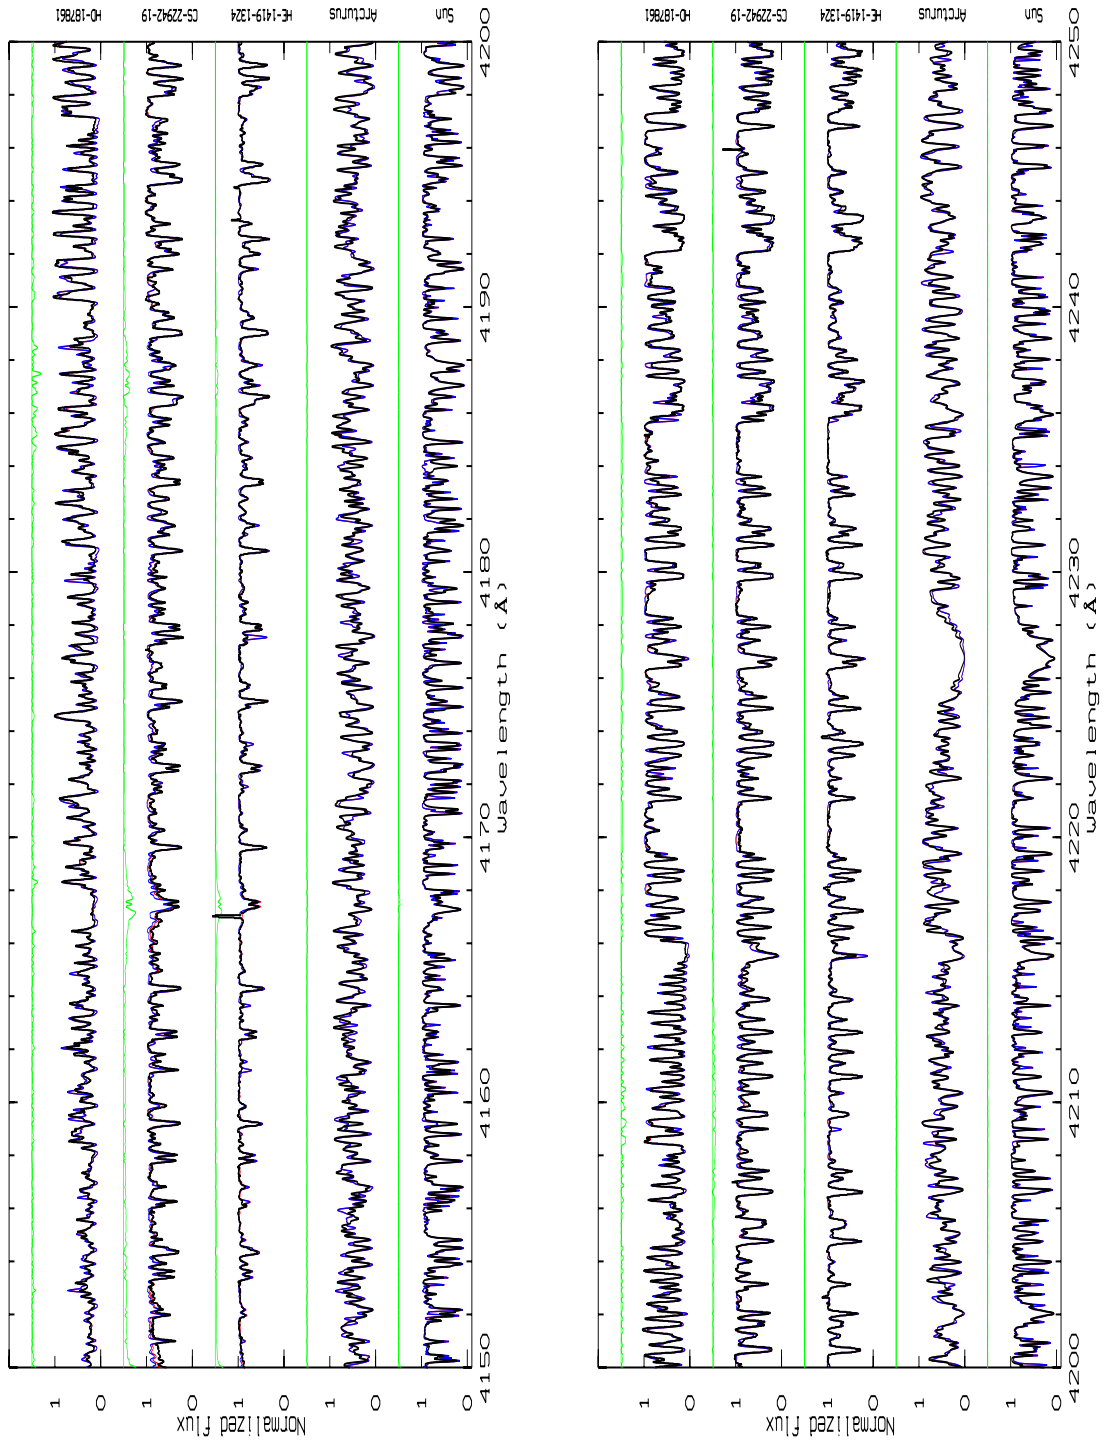 HD-187861
CS-22942-19
HE-1419-1324
Arcturus
Sun
Normalized flux
1 0 1 0 1 0 1 0 1 0
4150 4160 4170 4180 4190 4200
Wavelength (Å)
HD-187861
CS-22942-19
HE-1419-1324
Arcturus
Sun
Normalized flux
1 0 1 0 1 0 1 0 1 0
4200 4210 4220 4230 4240 4250
Wavelength (Å)